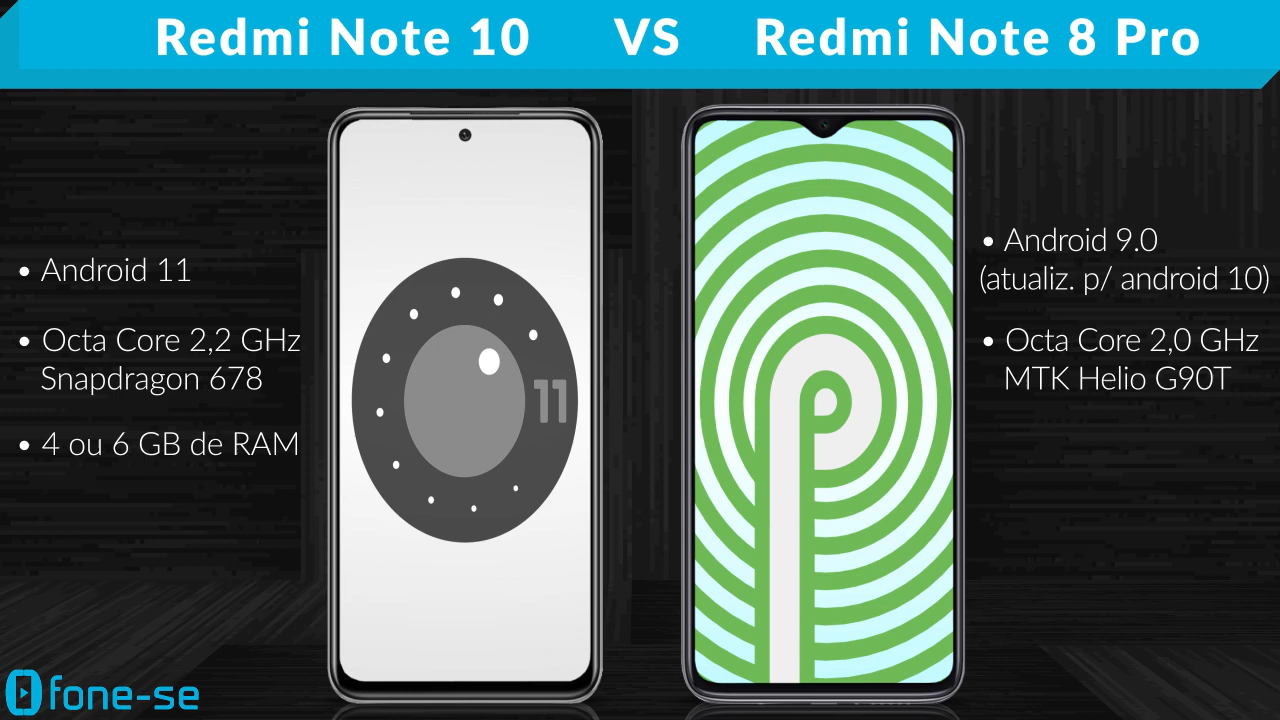 Redmi Note 10 VS Redmi Note 8 Pro
• Android 11
• Octa Core 2,2 GHz
Snapdragon 678
• 4 ou 6 GB de RAM
11
• Android 9.0
(atualiz. p/ android 10)
• Octa Core 2,0 GHz
MTK Helio G90T
fone-se